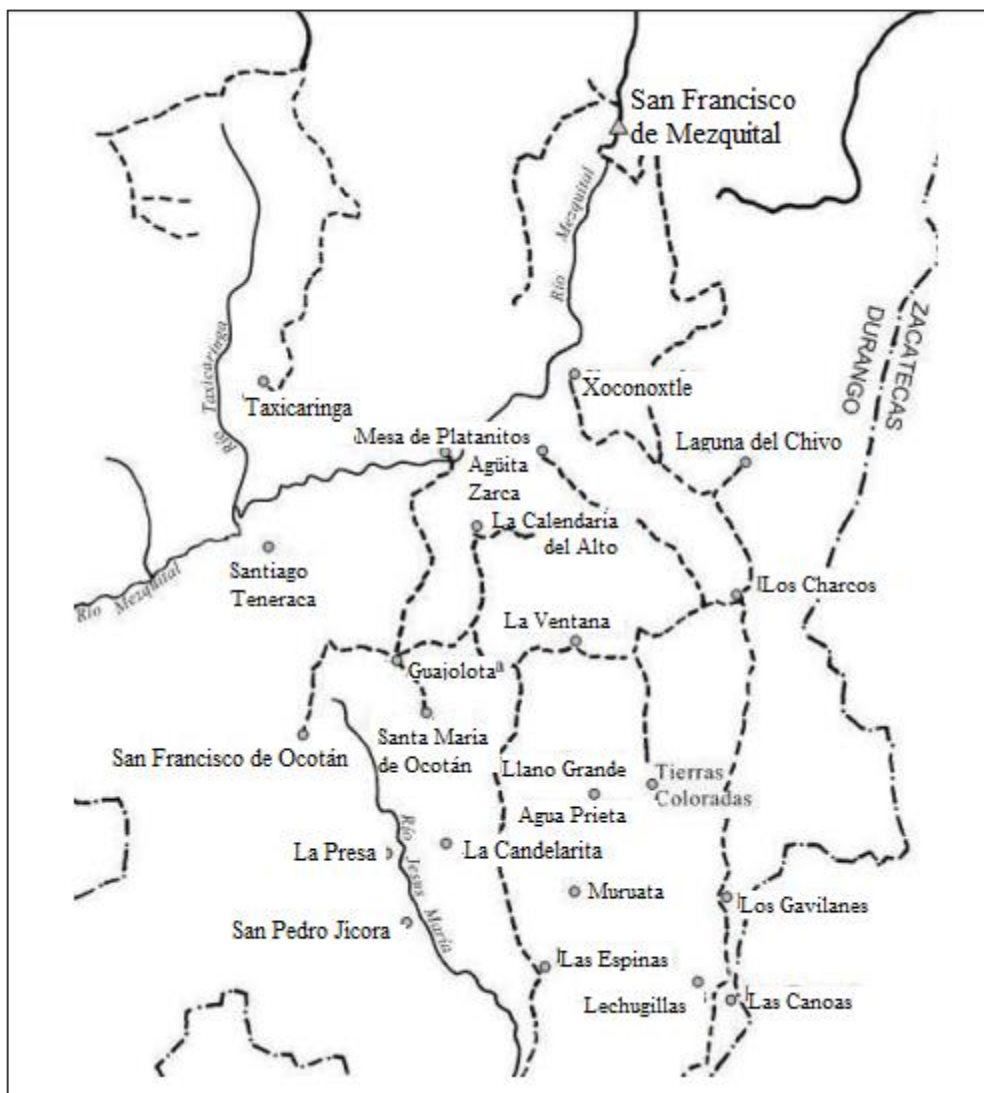 San Francisco
de Mezquital
Río Mezquital
ZACATECAS
DURANGO
Río Taxicaringa
Taxicaringa
Xoconoxtle
Mesa de Platanitos
Laguna del Chivo
Agüita
Zarca
La Calendaría
del Alto
Santiago
Teneraca
Río Mezquital
Los Charcos
La Ventana
Guajolota
San Francisco de Ocotán
Santa Maria
de Ocotán
Llano Grande
Tierras
Coloradas
Agua Prieta
Río Jesus María
La Presa
La Candelarita
Muruata
Los Gavilanes
San Pedro Jicora
Las Espinas
Lechugillas
Las Canoas